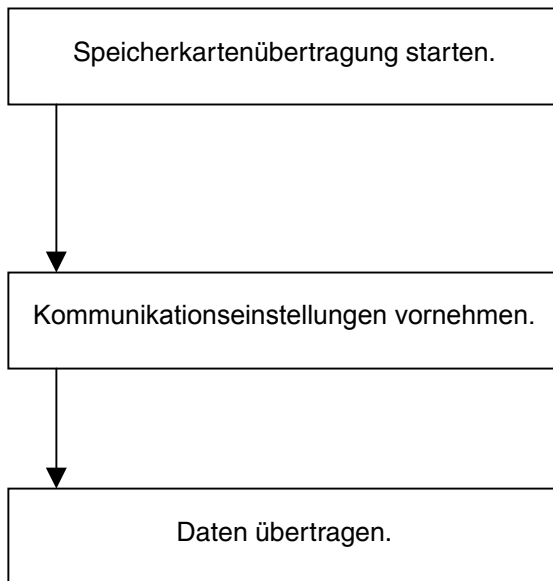 Speicherkartenübertragung starten.
Kommunikationseinstellungen vornehmen.
Daten übertragen.